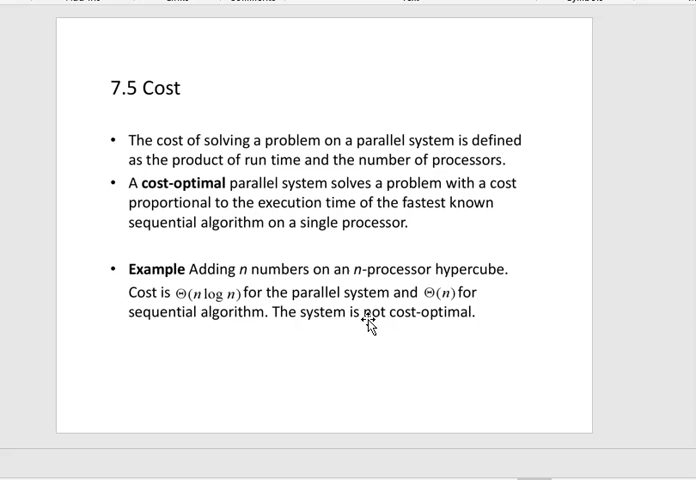 7.5 Cost
• The cost of solving a problem on a parallel system is defined
as the product of run time and the number of processors.
• A cost-optimal parallel system solves a problem with a cost
proportional to the execution time of the fastest known
sequential algorithm on a single processor.
• Example Adding n numbers on an n-processor hypercube.
Cost is Θ(n log n) for the parallel system and Θ(n) for
sequential algorithm. The system is not cost-optimal.